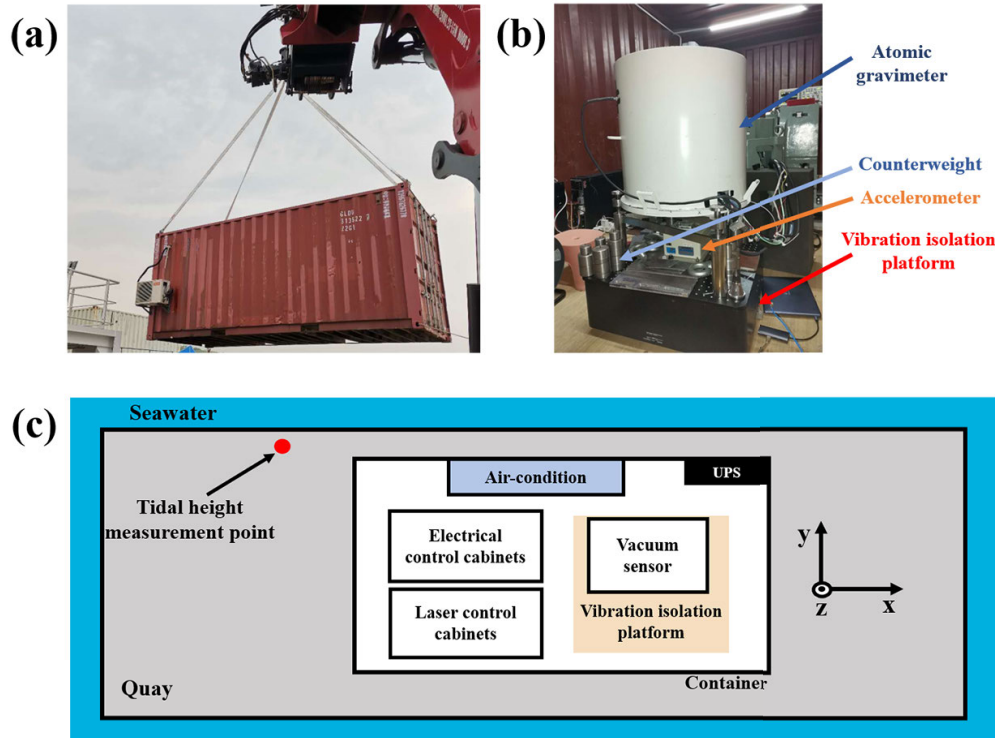 (a)
(b)
Atomic
gravimeter
Counterweight
Accelerometer
Vibration isolation
platform
(c)
Seawater
Tidal height
measurement point
Air-condition
UPS
Electrical
control cabinets
Vacuum
sensor
Laser control
cabinets
Vibration isolation
platform
y
z
x
Container
Quay